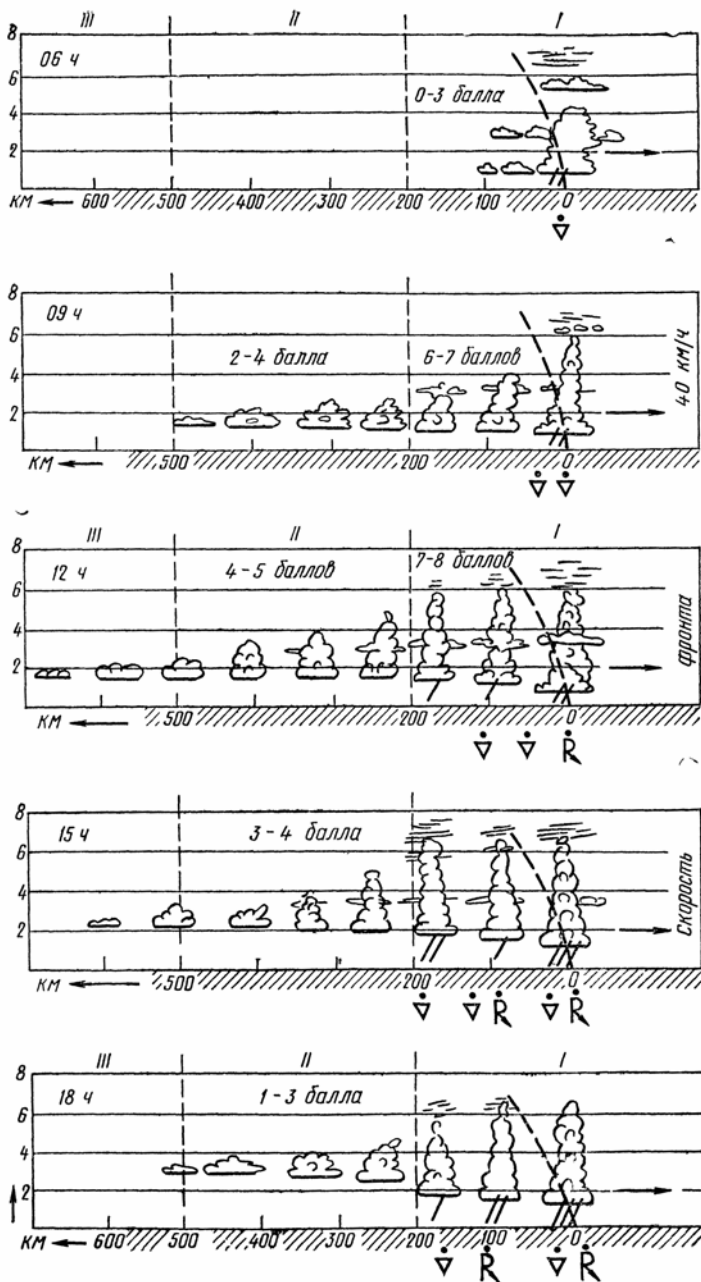 III II I
8
06 ч
6
0-3 балла
4
2
КМ 600 500 400 300 200 100 0
8
09 ч
6
2-4 балла 6-7 баллов
4
2
КМ 500 200 0
40 км/ч
III II I
8
12 ч 4-5 баллов 7-8 баллов
6
4
2
КМ 500 200 0
фронта
R
8
15 ч 3-4 балла
6
4
2
КМ 500 200 0
Скорость
R R
III II I
8
18 ч 1-3 балла
6
4
2
КМ 600 500 400 300 200 100 0
R R